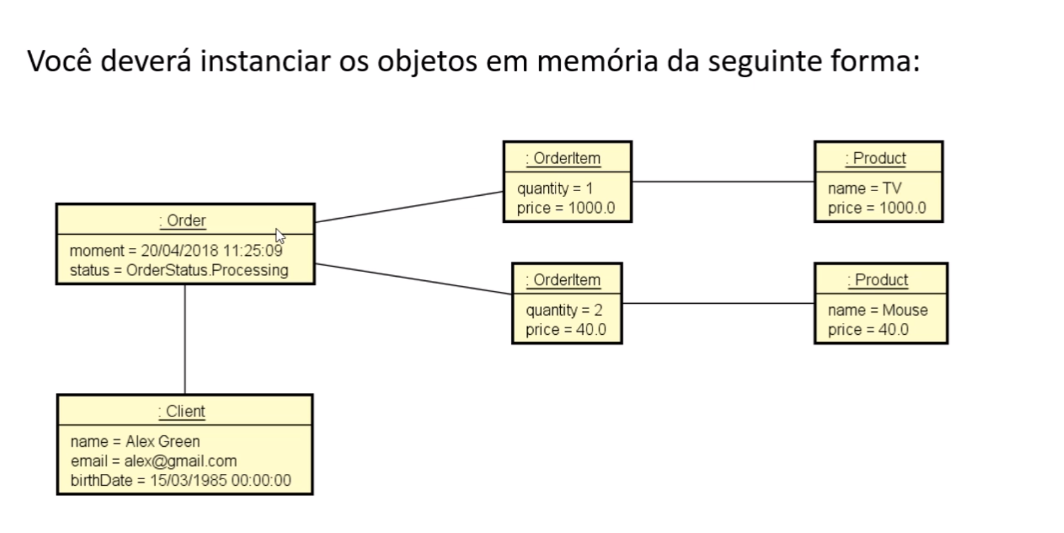 Você deverá instanciar os objetos em memória da seguinte forma:
: Order
moment = 20/04/2018 11:25:09
status = OrderStatus.Processing
: OrderItem
quantity = 1
price = 1000.0
: Product
name = TV
price = 1000.0
: OrderItem
quantity = 2
price = 40.0
: Product
name = Mouse
price = 40.0
: Client
name = Alex Green
email = alex@gmail.com
birthDate = 15/03/1985 00:00:00